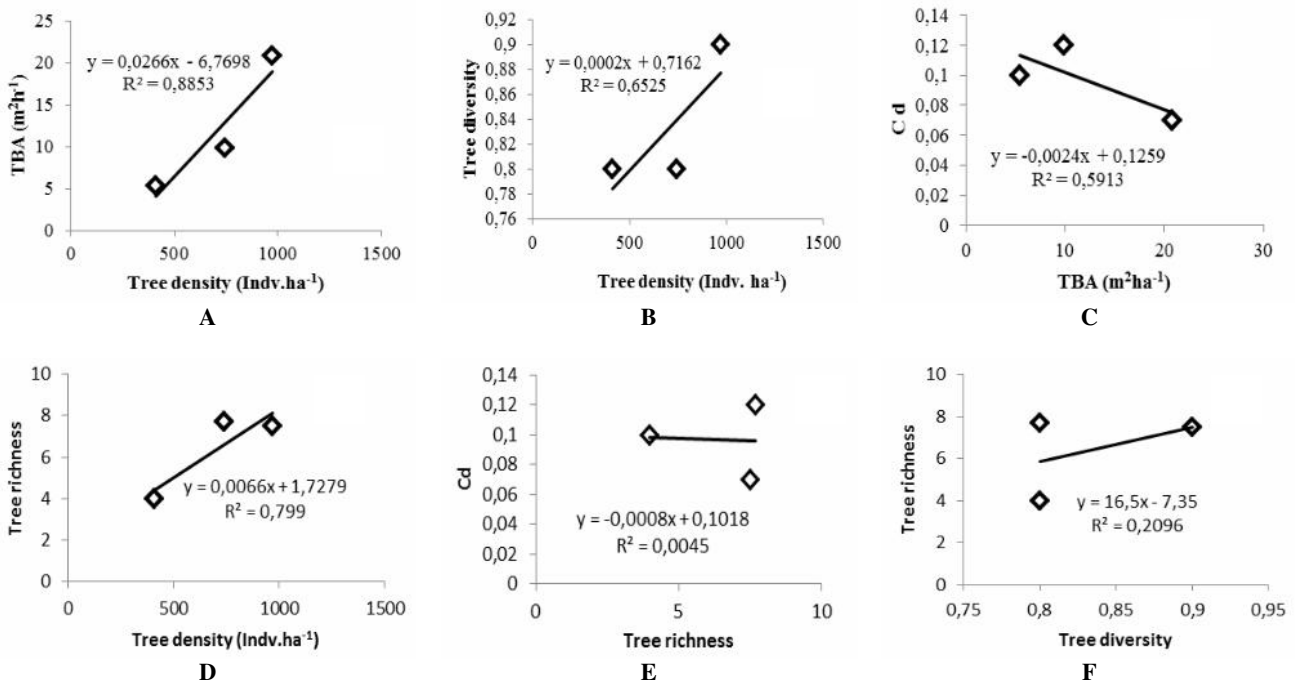 25
20
15
10
5
0
TBA (m²h⁻¹)
y = 0,0266x - 6,7698
R² = 0,8853
0 500 1000 1500
Tree density (Indv.ha⁻¹)
A
0,92
0,9
0,88
0,86
0,84
0,82
0,8
0,78
0,76
Tree diversity
y = 0,0002x + 0,7162
R² = 0,6525
0 500 1000 1500
Tree density (Indv. ha⁻¹)
B
0,14
0,12
0,1
0,08
0,06
0,04
0,02
0
C d
y = -0,0024x + 0,1259
R² = 0,5913
0 10 20 30
TBA (m²ha⁻¹)
C
10
8
6
4
2
0
Tree richness
y = 0,0066x + 1,7279
R² = 0,799
0 500 1000 1500
Tree density (Indv.ha⁻¹)
D
0,14
0,12
0,1
0,08
0,06
0,04
0,02
0
Cd
y = -0,0008x + 0,1018
R² = 0,0045
0 5 10
Tree richness
E
10
8
6
4
2
0
Tree richness
y = 16,5x - 7,35
R² = 0,2096
0,75 0,8 0,85 0,9 0,95
Tree diversity
F